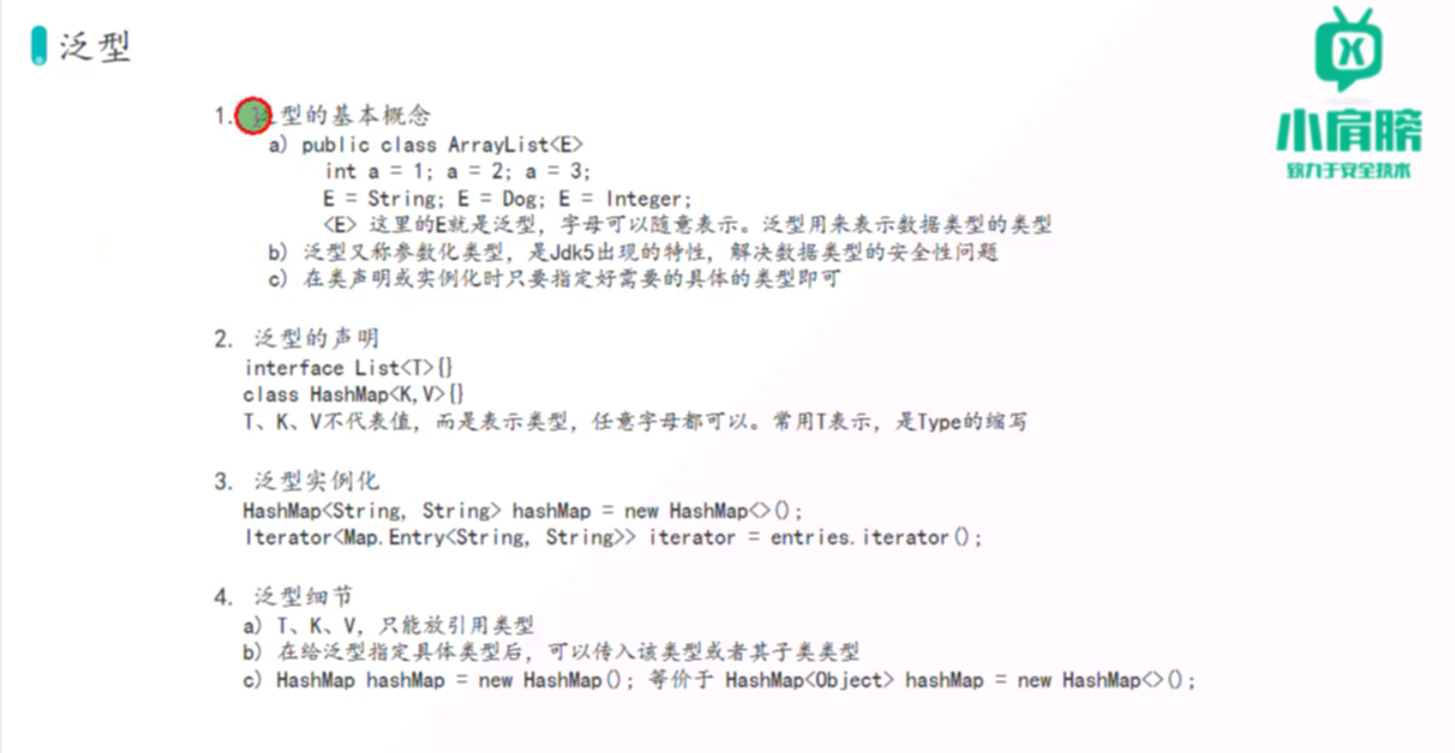 泛型
小肩膀
致力于安全技术
1. 型的基本概念
a) public class ArrayList<E>
int a = 1; a = 2; a = 3;
E = String; E = Dog; E = Integer;
<E> 这里的E就是泛型，字母可以随意表示。泛型用来表示数据类型的类型
b) 泛型又称参数化类型，是Jdk5出现的特性，解决数据类型的安全性问题
c) 在类声明或实例化时只要指定好需要的具体的类型即可
2. 泛型的声明
interface List<T>{}
class HashMap<K,V>{}
T、K、V不代表值，而是表示类型，任意字母都可以。常用T表示，是Type的缩写
3. 泛型实例化
HashMap<String, String> hashMap = new HashMap<>();
Iterator<Map.Entry<String, String>> iterator = entries.iterator();
4. 泛型细节
a) T、K、V，只能放引用类型
b) 在给泛型指定具体类型后，可以传入该类型或者其子类类型
c) HashMap hashMap = new HashMap(); 等价于 HashMap<Object> hashMap = new HashMap<>();